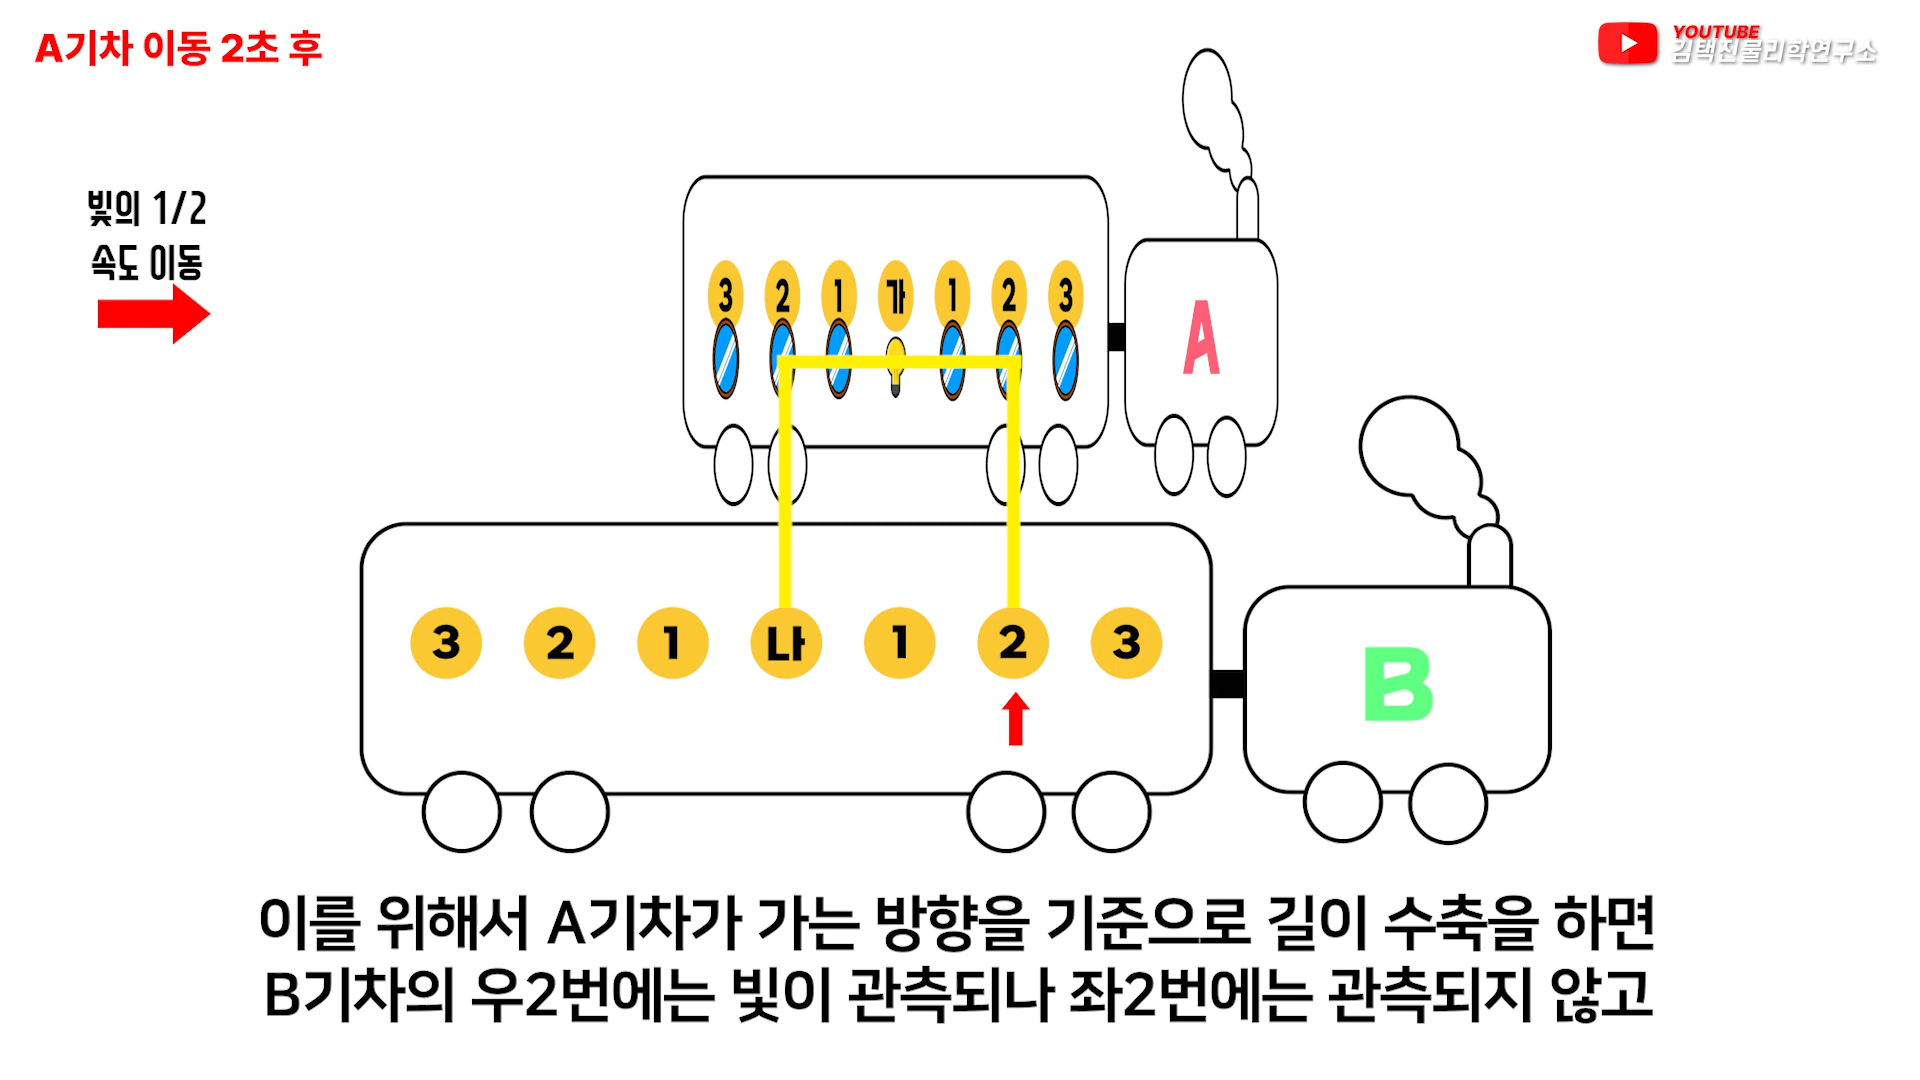 A기차 이동 2초 후
YOUTUBE
김택진물리학연구소
빛의 1/2
속도 이동
3 2 1 가 1 2 3
A
3 2 1 나 1 2 3
B
이를 위해서 A기차가 가는 방향을 기준으로 길이 수축을 하면
B기차의 우2번에는 빛이 관측되나 좌2번에는 관측되지 않고